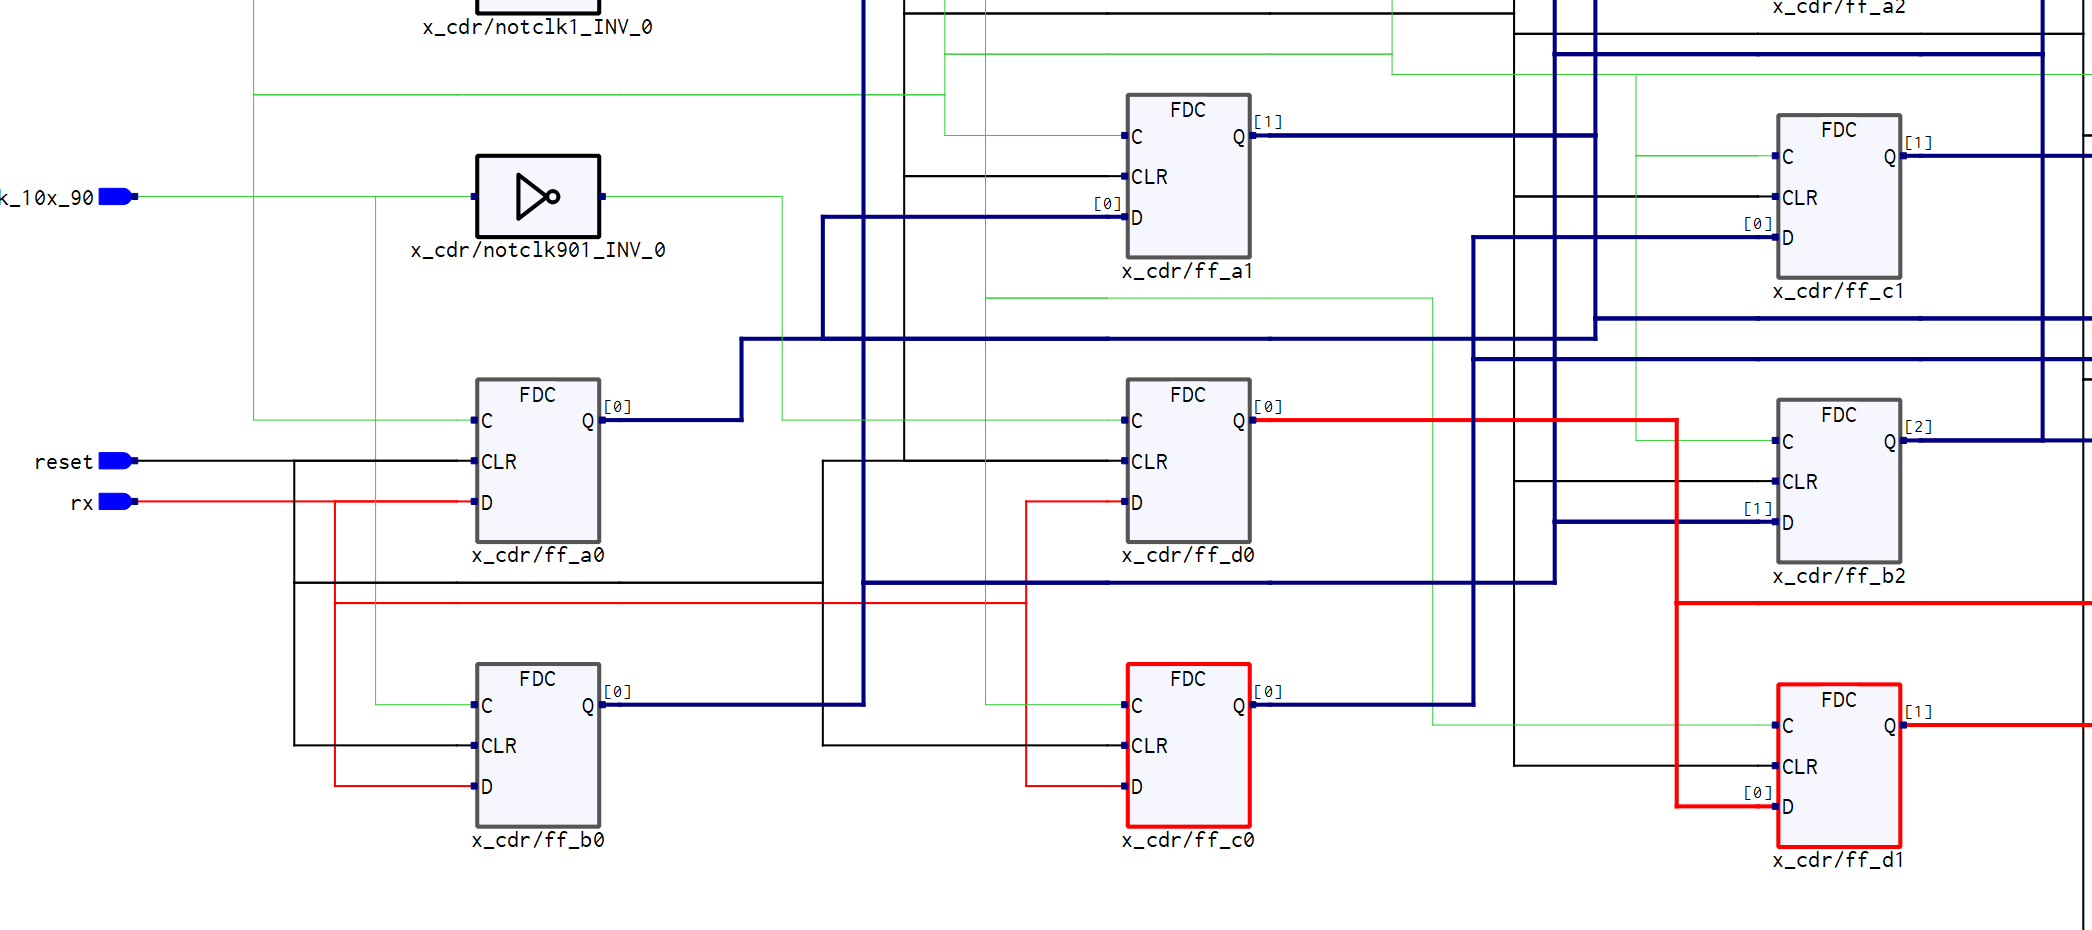 x_cdr/notclk1_INV_0
x_cdr/ff_a2
FDC
C
Q
[1]
CLR
[0]
D
x_cdr/ff_a1
FDC
C
Q
[1]
CLR
[0]
D
x_cdr/ff_c1
k_10x_90
x_cdr/notclk901_INV_0
FDC
C
Q
[0]
CLR
D
x_cdr/ff_a0
reset
rx
FDC
C
Q
[0]
CLR
D
x_cdr/ff_d0
FDC
C
Q
[2]
CLR
[1]
D
x_cdr/ff_b2
FDC
C
Q
[0]
CLR
D
x_cdr/ff_b0
FDC
C
Q
[0]
CLR
D
x_cdr/ff_c0
FDC
C
Q
[1]
CLR
[0]
D
x_cdr/ff_d1